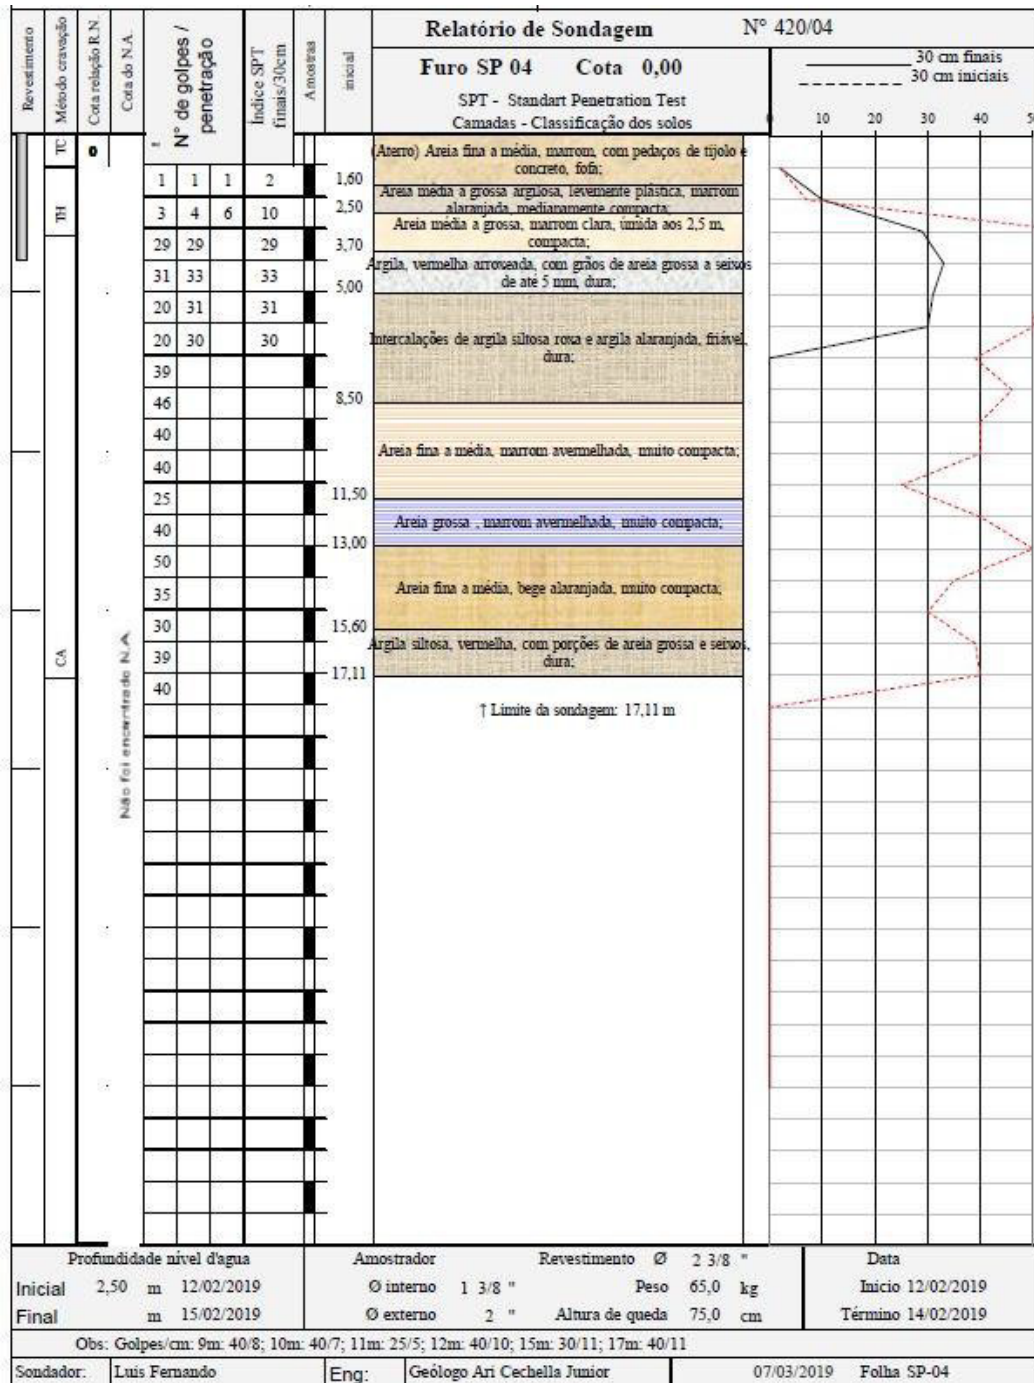 Relatório de Sondagem N° 420/04
Revestimento
Método cravação
Cota relação R.N.
Cota do N.A.
N° de golpes / penetração
Índice SPT finais/30cm
Amostras
inicial
Furo SP 04 Cota 0,00
SPT - Standart Penetration Test
Camadas - Classificação dos solos
30 cm finais
30 cm iniciais
0 10 20 30 40 50
TC
0
TH
CA
Não foi encontrado N.A.
1 1 1 2
3 4 6 10
29 29 29
31 33 33
20 31 31
20 30 30
39
46
40
40
25
40
50
35
30
39
40
1,60
2,50
3,70
5,00
8,50
11,50
13,00
15,60
17,11
(Aterro) Areia fina a média, marrom, com pedaços de tijolo e
concreto, fofa;
Areia média a grossa argilosa, levemente plástica, marrom
alaranjada, medianamente compacta;
Areia média a grossa, marrom clara, úmida aos 2,5 m,
compacta;
Argila, vermelha arroxeada, com grãos de areia grossa a seixos
de até 5 mm, dura;
Intercalações de argila siltosa roxa e argila alaranjada, friável,
dura;
Areia fina a média, marrom avermelhada, muito compacta;
Areia grossa , marrom avermelhada, muito compacta;
Areia fina a média, bege alaranjada, muito compacta;
Argila siltosa, vermelha, com porções de areia grossa e seixos,
dura;
↑ Limite da sondagem: 17,11 m
Profundidade nível d'agua Amostrador Revestimento Ø 2 3/8 " Data
Inicial 2,50 m 12/02/2019 Ø interno 1 3/8 " Peso 65,0 kg Inicio 12/02/2019
Final m 15/02/2019 Ø externo 2 " Altura de queda 75,0 cm Término 14/02/2019
Obs: Golpes/cm: 9m: 40/8; 10m: 40/7; 11m: 25/5; 12m: 40/10; 15m: 30/11; 17m: 40/11
Sondador: Luis Fernando Eng: Geólogo Ari Cechella Junior 07/03/2019 Folha SP-04